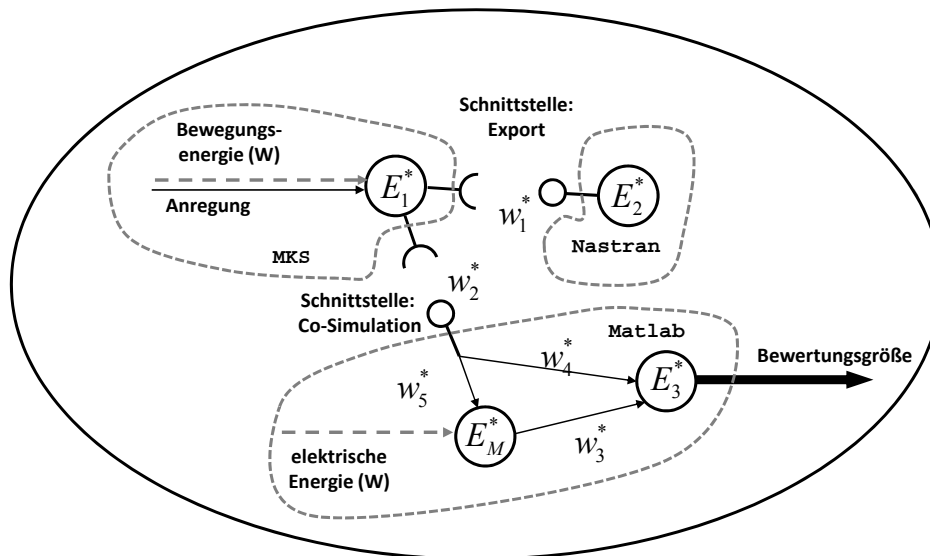 Schnittstelle:
Export
Bewegungs-
energie (W)
Anregung
E₁*
w₁*
E₂*
MKS
Nastran
w₂*
Schnittstelle:
Co-Simulation
Matlab
w₄*
E₃*
Bewertungsgröße
w₅*
E_M*
w₃*
elektrische
Energie (W)